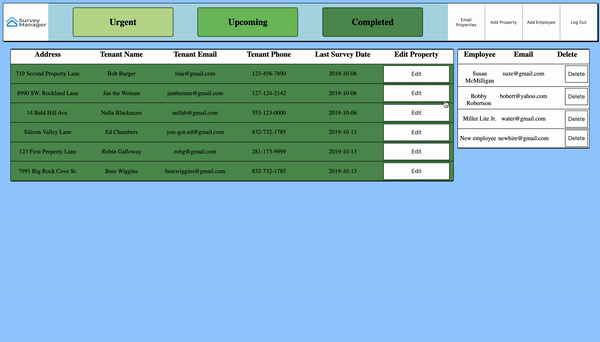 Survey Manager
Urgent
Upcoming
Completed
Email Properties
Add Property
Add Employee
Log Out
Address Tenant Name Tenant Email Tenant Phone Last Survey Date Edit Property
719 Second Property Lane Bob Burger tina@gmail.com 123-456-7890 2019-10-06 Edit
8990 SW. Rockland Lane Jan the Woman jantheman@gmail.com 127-124-2142 2019-10-06 Edit
14 Bald Hill Ave. Nella Blackmore nellab@gmail.com 555-123-0000 2019-10-06 Edit
Silicon Valley Lane Ed Chambers you-got-ed@gmail.com 832-732-1785 2019-10-13 Edit
123 First Property Lane Robin Galloway robg@gmail.com 281-173-9999 2019-10-13 Edit
7991 Big Rock Cove St. Bree Wiggins breewiggins@gmail.com 832-732-1785 2019-10-13 Edit
Employee Email Delete
Susan McMilligan suze@gmail.com Delete
Bobby Robertson bobert@yahoo.com Delete
Miller Lite Jr. water@gmail.com Delete
New employee newhire@gmail.com Delete